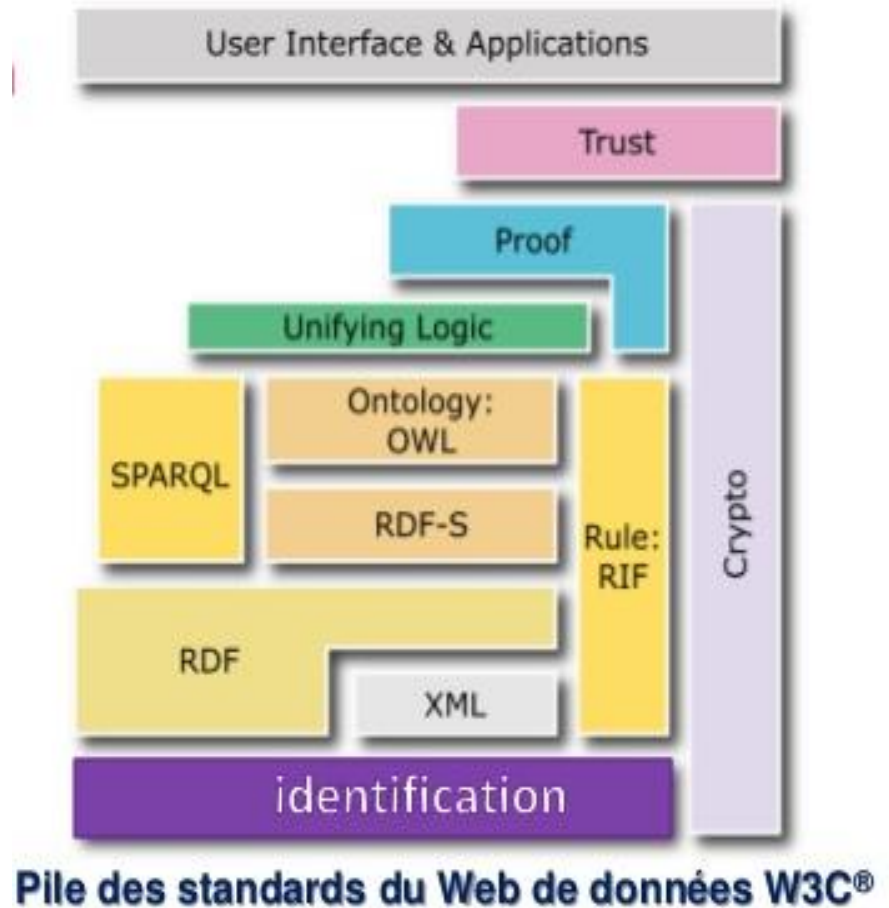 User Interface & Applications
Trust
Proof
Unifying Logic
Ontology:
OWL
SPARQL
RDF-S
Rule:
RIF
Crypto
RDF
XML
identification
Pile des standards du Web de données W3C®